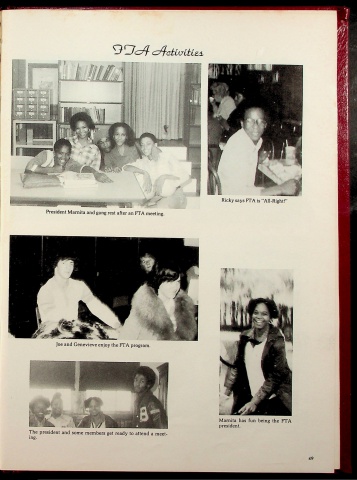 FTA Activities
President Marnita and gang rest after an FTA meeting.
Ricky says FTA is "All-Right!"
Joe and Genevieve enjoy the FTA program.
Marnita has fun being the FTA
president.
The president and some members get ready to attend a meet-
ing.
B
49